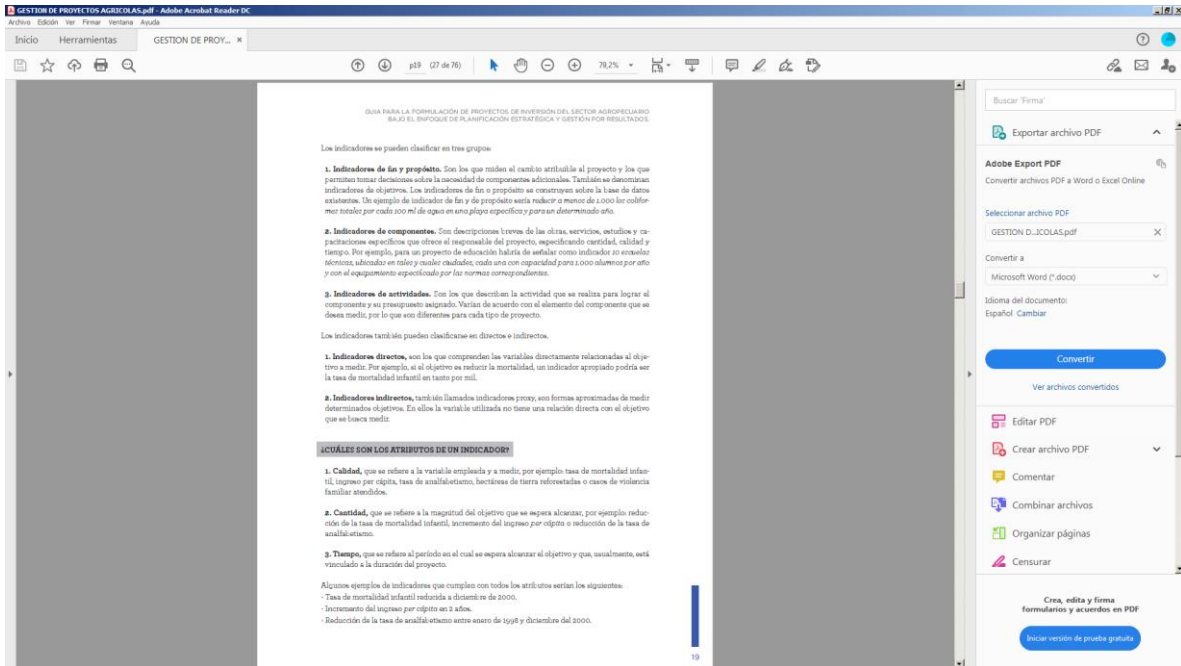 GESTION DE PROYECTOS AGRICOLAS.pdf - Adobe Acrobat Reader DC
Archivo Edición Ver Firmar Ventana Ayuda
Inicio Herramientas GESTION DE PROY... ×
p19 (27 de 76) 79,2%
GUIA PARA LA FORMULACIÓN DE PROYECTOS DE INVERSIÓN DEL SECTOR AGROPECUARIO
BAJO EL ENFOQUE DE PLANIFICACIÓN ESTRATÉGICA Y GESTIÓN POR RESULTADOS.
Los indicadores se pueden clasificar en tres grupos:
1. Indicadores de fin y propósito. Son los que miden el cambio atribuible al proyecto y los que
permiten tomar decisiones sobre la necesidad de componentes adicionales. También se denominan
indicadores de objetivos. Los indicadores de fin o propósito se construyen sobre la base de datos
existentes. Un ejemplo de indicador de fin y de propósito sería reducir a menos de 1.000 los colifor-
mes totales por cada 100 ml de agua en una playa específica y para un determinado año.
2. Indicadores de componentes. Son descripciones breves de las obras, servicios, estudios y ca-
pacitaciones específicos que ofrece el responsable del proyecto, especificando cantidad, calidad y
tiempo. Por ejemplo, para un proyecto de educación habría de señalar como indicador 10 escuelas
técnicas, ubicadas en tales y cuales ciudades, cada una con capacidad para 1.000 alumnos por año
y con el equipamiento especificado por las normas correspondientes.
3. Indicadores de actividades. Son los que describen la actividad que se realiza para lograr el
componente y su presupuesto asignado. Varían de acuerdo con el elemento del componente que se
desea medir, por lo que son diferentes para cada tipo de proyecto.
Los indicadores también pueden clasificarse en directos e indirectos.
1. Indicadores directos, son los que comprenden las variables directamente relacionadas al obje-
tivo a medir. Por ejemplo, si el objetivo es reducir la mortalidad, un indicador apropiado podría ser
la tasa de mortalidad infantil en tanto por mil.
2. Indicadores indirectos, también llamados indicadores proxy, son formas aproximadas de medir
determinados objetivos. En ellos la variable utilizada no tiene una relación directa con el objetivo
que se busca medir.
¿CUÁLES SON LOS ATRIBUTOS DE UN INDICADOR?
1. Calidad, que se refiere a la variable empleada y a medir, por ejemplo: tasa de mortalidad infan-
til, ingreso per cápita, tasa de analfabetismo, hectáreas de tierra reforestadas o casos de violencia
familiar atendidos.
2. Cantidad, que se refiere a la magnitud del objetivo que se espera alcanzar, por ejemplo: reduc-
ción de la tasa de mortalidad infantil, incremento del ingreso per cápita o reducción de la tasa de
analfabetismo.
3. Tiempo, que se refiere al período en el cual se espera alcanzar el objetivo y que, usualmente, está
vinculado a la duración del proyecto.
Algunos ejemplos de indicadores que cumplen con todos los atributos serían los siguientes:
- Tasa de mortalidad infantil reducida a diciembre de 2000.
- Incremento del ingreso per cápita en 2 años.
- Reducción de la tasa de analfabetismo entre enero de 1996 y diciembre del 2000.
19
Buscar 'Firma'
Exportar archivo PDF
Adobe Export PDF
Convertir archivos PDF a Word o Excel Online
Seleccionar archivo PDF
GESTION D...ICOLAS.pdf ×
Convertir a
Microsoft Word (*.docx)
Idioma del documento:
Español Cambiar
Convertir
Ver archivos convertidos
Editar PDF
Crear archivo PDF
Comentar
Combinar archivos
Organizar páginas
Censurar
Crea, edita y firma
formularios y acuerdos en PDF
Iniciar versión de prueba gratuita